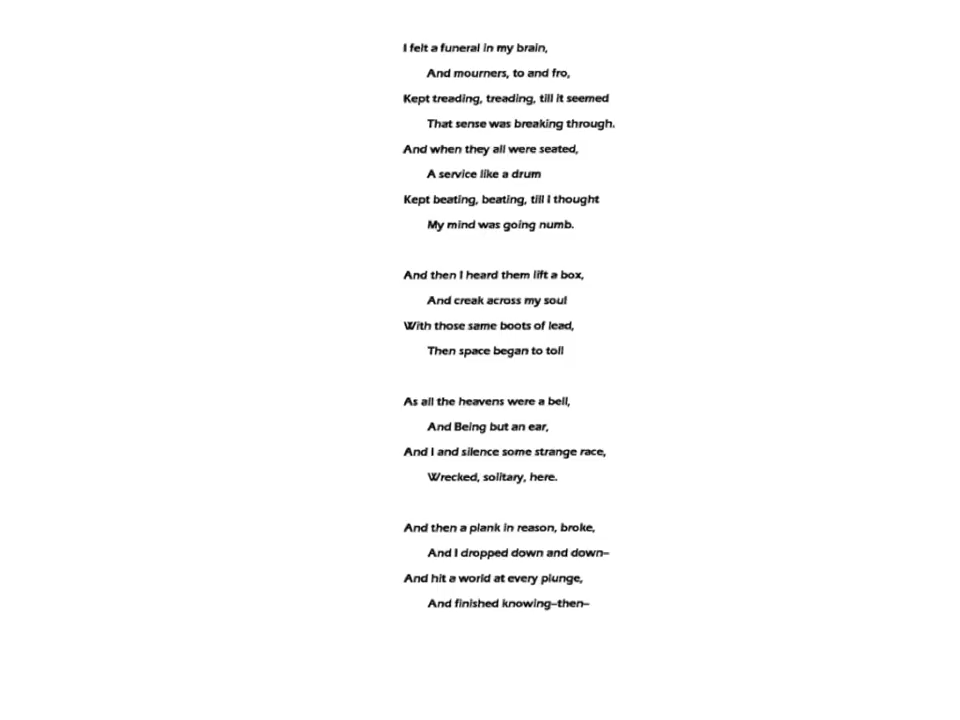 I felt a funeral in my brain,
And mourners, to and fro,
Kept treading, treading, till it seemed
That sense was breaking through.
And when they all were seated,
A service like a drum
Kept beating, beating, till I thought
My mind was going numb.
And then I heard them lift a box,
And creak across my soul
With those same boots of lead,
Then space began to toll
As all the heavens were a bell,
And Being but an ear,
And I and silence some strange race,
Wrecked, solitary, here.
And then a plank in reason, broke,
And I dropped down and down–
And hit a world at every plunge,
And finished knowing–then–